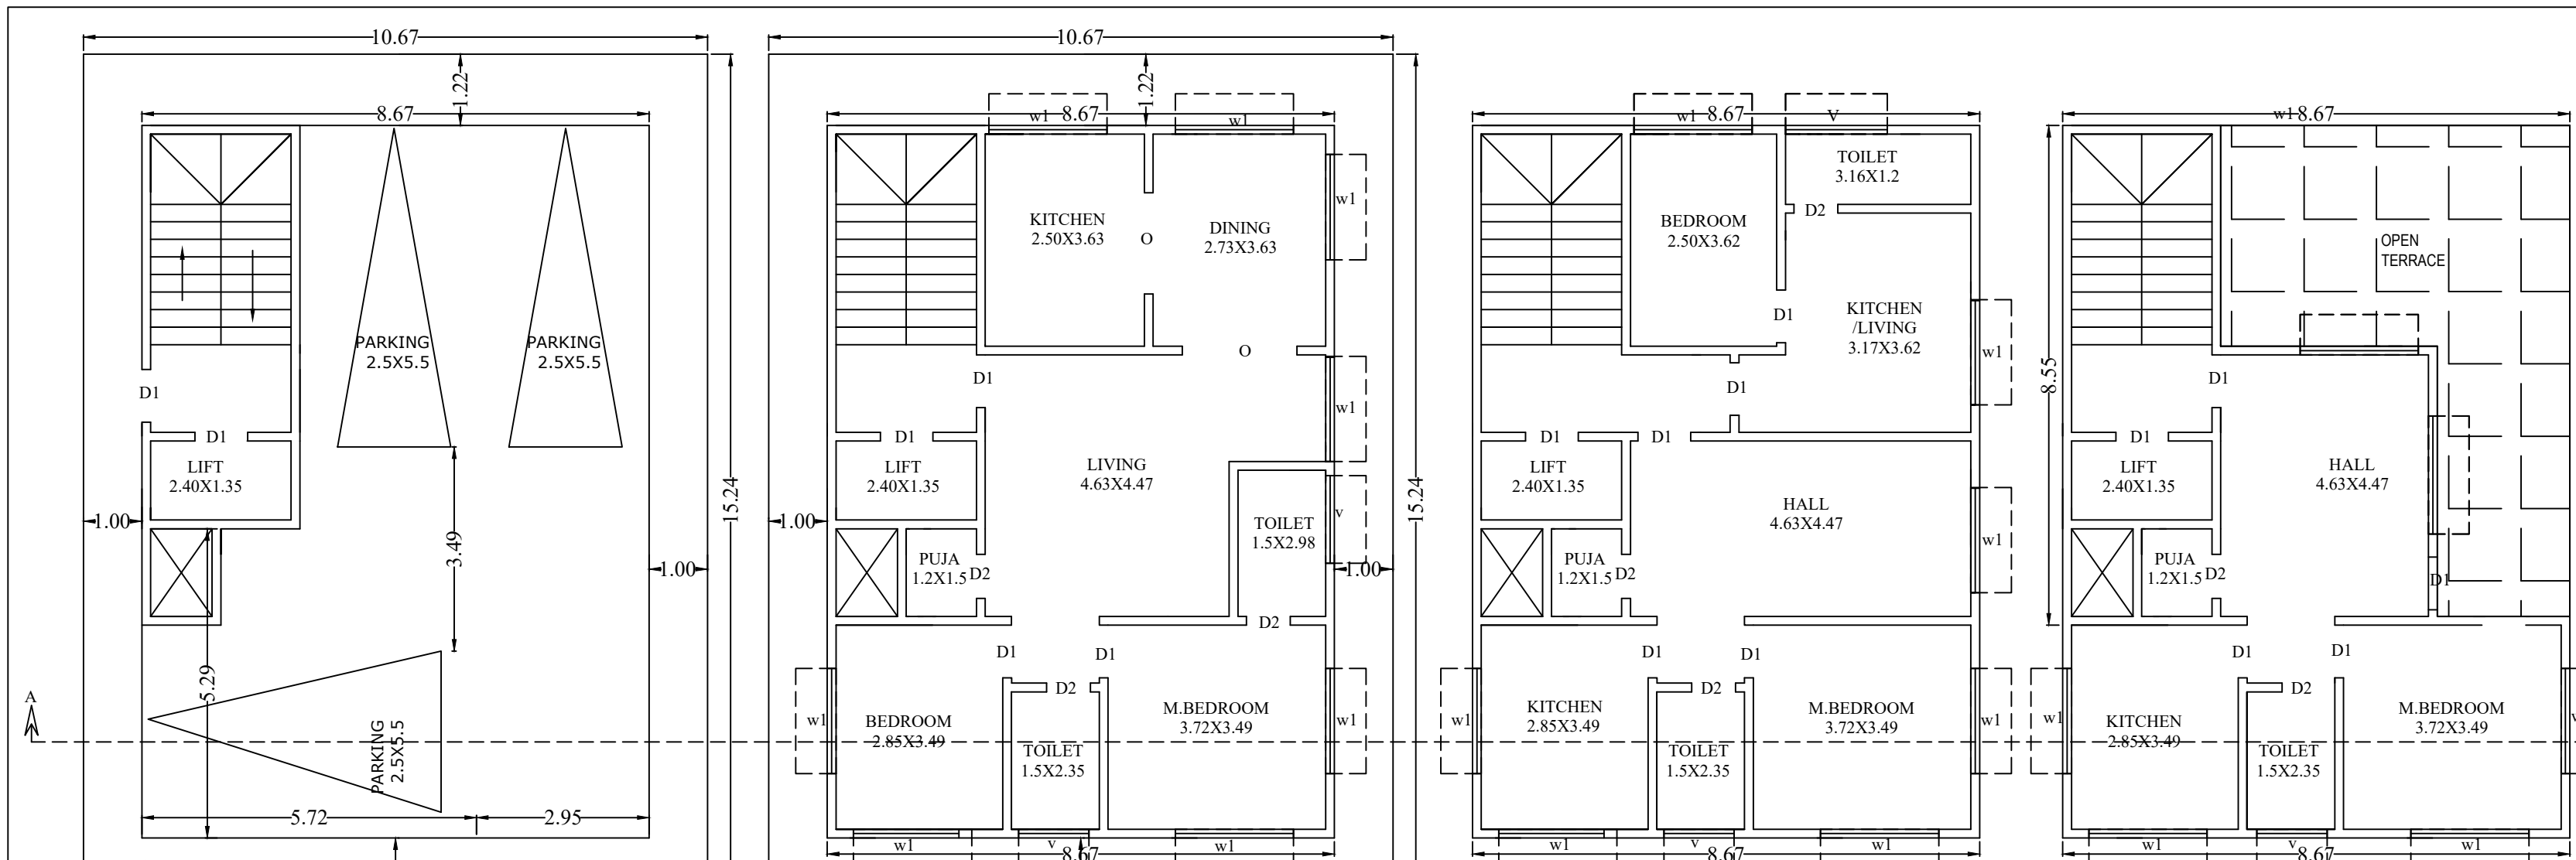 10.67
1.22
8.67
15.24
D1
D1
LIFT
2.40X1.35
PARKING
2.5X5.5
PARKING
2.5X5.5
1.00
3.49
1.00
5.29
PARKING
2.5X5.5
5.72
2.95
A
10.67
1.22
8.67
w1
w1
w1
KITCHEN
2.50X3.63
O
DINING
2.73X3.63
O
D1
w1
D1
LIFT
2.40X1.35
LIVING
4.63X4.47
15.24
1.00
TOILET
1.5X2.98
v
1.00
PUJA
1.2X1.5
D2
D2
D1
D1
D2
BEDROOM
2.85X3.49
w1
M.BEDROOM
3.72X3.49
w1
TOILET
1.5X2.35
w1
v
w1
8.67
8.67
w1
V
TOILET
3.16X1.2
D2
BEDROOM
2.50X3.62
D1
KITCHEN
/LIVING
3.17X3.62
w1
D1
D1
D1
LIFT
2.40X1.35
HALL
4.63X4.47
w1
PUJA
1.2X1.5
D2
D1
D1
D2
KITCHEN
2.85X3.49
w1
M.BEDROOM
3.72X3.49
w1
TOILET
1.5X2.35
w1
v
w1
8.67
w1
8.67
OPEN
TERRACE
8.55
D1
D1
LIFT
2.40X1.35
HALL
4.63X4.47
PUJA
1.2X1.5
D2
D1
D1
D1
D2
KITCHEN
2.85X3.49
w1
M.BEDROOM
3.72X3.49
TOILET
1.5X2.35
w1
v
w1
8.67